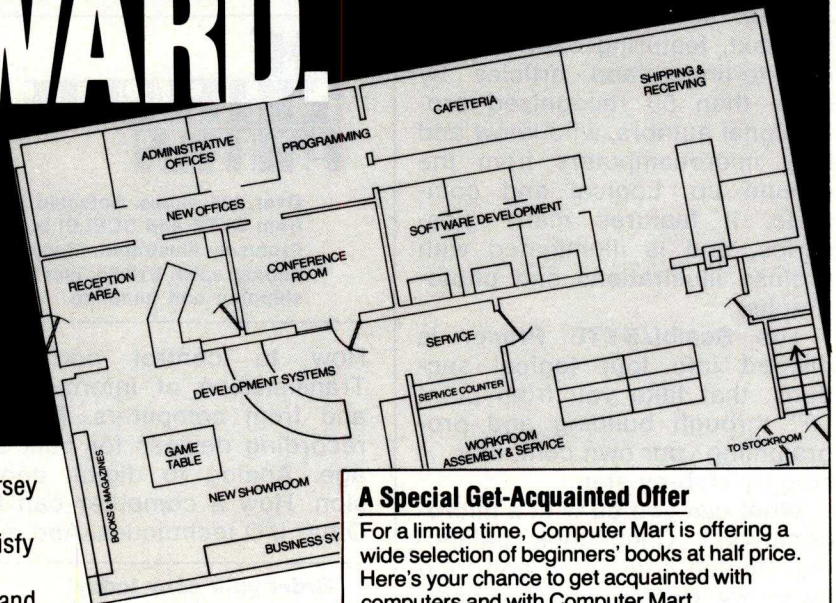 WARD.
SHIPPING &
RECEIVING
CAFETERIA
PROGRAMMING
ADMINISTRATIVE
OFFICES
NEW OFFICES
SOFTWARE DEVELOPMENT
CONFERENCE
ROOM
RECEPTION
AREA
SERVICE
DEVELOPMENT SYSTEMS
SERVICE COUNTER
WORKROOM
ASSEMBLY & SERVICE
TO STOCKROOM
GAME
TABLE
NEW SHOWROOM
BOOKS & MAGAZINES
BUSINESS SY
rsey
isfy
and
A Special Get-Acquainted Offer
For a limited time, Computer Mart is offering a
wide selection of beginners' books at half price.
Here's your chance to get acquainted with
computers and with Computer Mart